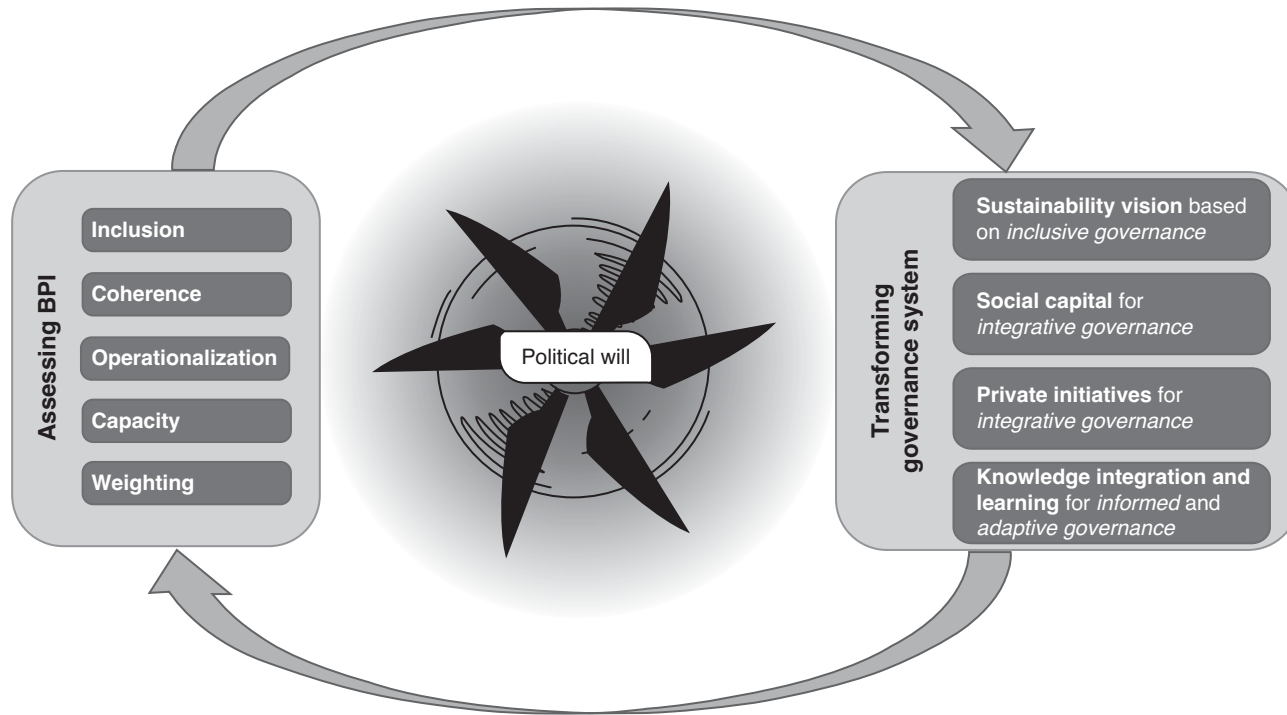 Assessing BPI
Inclusion
Coherence
Operationalization
Capacity
Weighting
Political will
Transforming
governance system
Sustainability vision based
on inclusive governance
Social capital for
integrative governance
Private initiatives for
integrative governance
Knowledge integration and
learning for informed and
adaptive governance